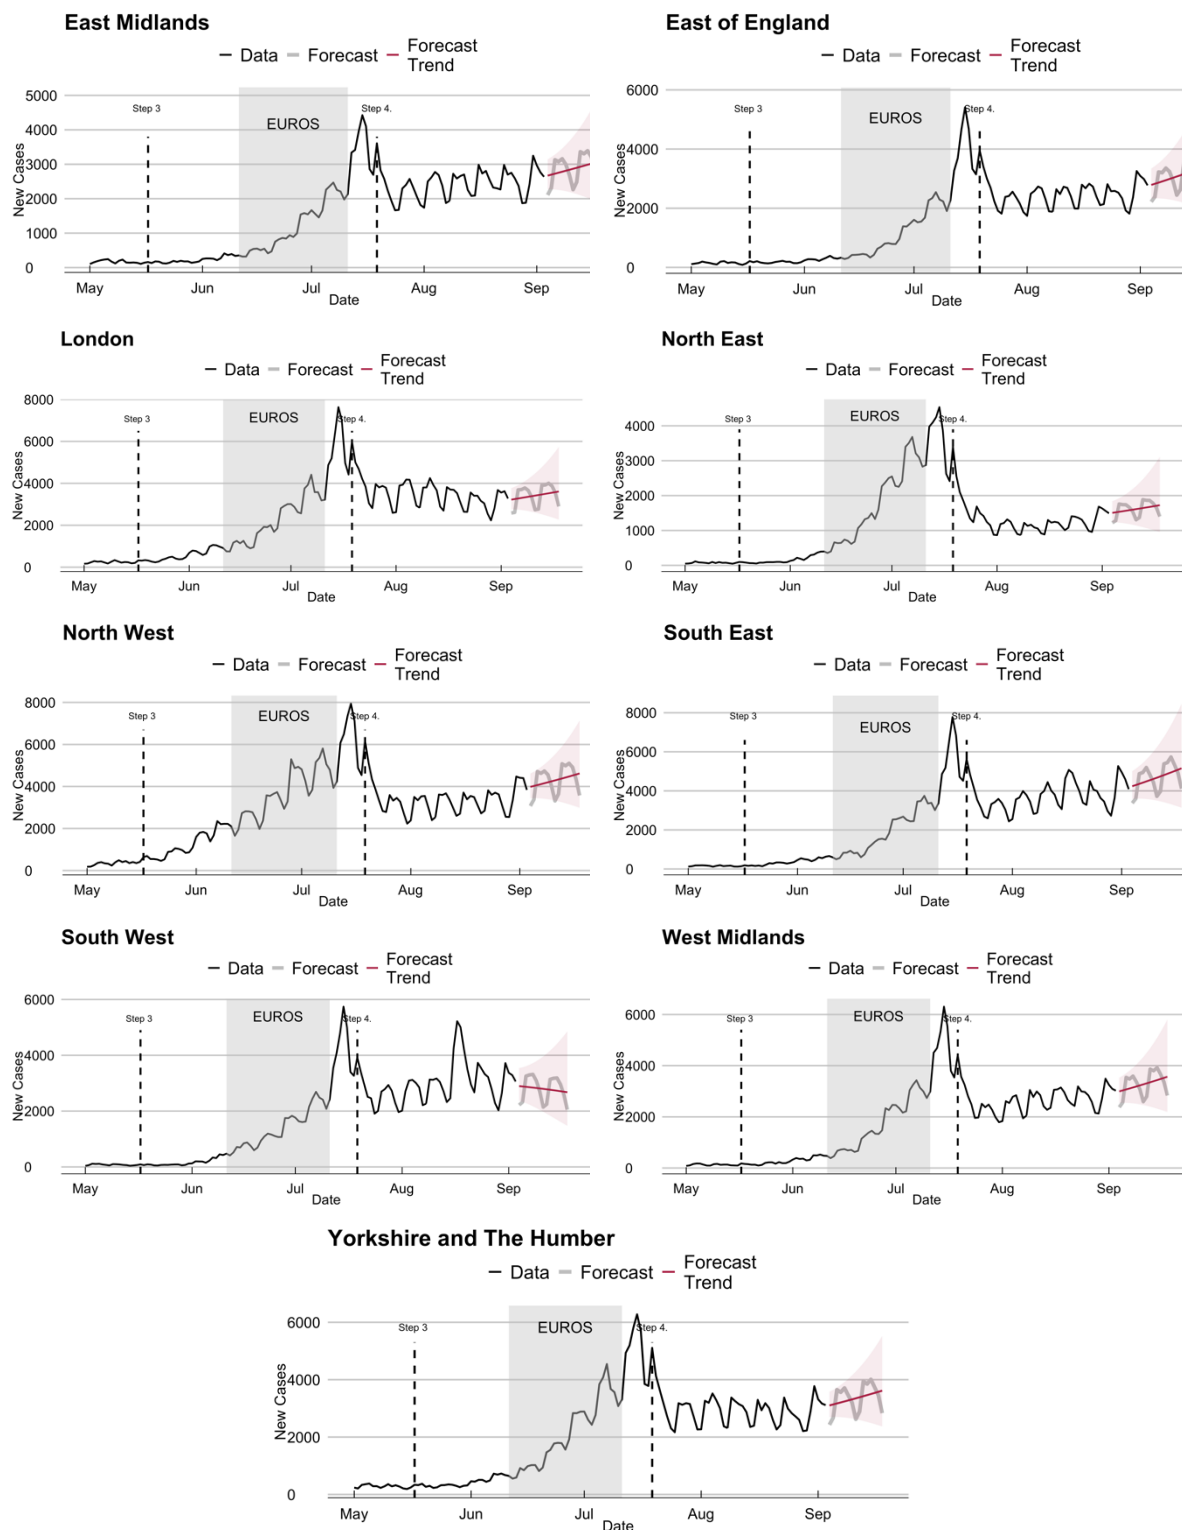 East Midlands
Data Forecast Forecast Trend
New Cases
5000
4000
3000
2000
1000
0
Step 3
EUROS
Step 4.
May Jun Jul Aug Sep
Date
East of England
Data Forecast Forecast Trend
New Cases
6000
4000
2000
0
Step 3
EUROS
Step 4.
May Jun Jul Aug Sep
Date
London
Data Forecast Forecast Trend
New Cases
8000
6000
4000
2000
0
Step 3
EUROS
Step 4.
May Jun Jul Aug Sep
Date
North East
Data Forecast Forecast Trend
New Cases
4000
3000
2000
1000
0
Step 3
EUROS
Step 4.
May Jun Jul Aug Sep
Date
North West
Data Forecast Forecast Trend
New Cases
8000
6000
4000
2000
0
Step 3
EUROS
Step 4.
May Jun Jul Aug Sep
Date
South East
Data Forecast Forecast Trend
New Cases
8000
6000
4000
2000
0
Step 3
EUROS
Step 4.
May Jun Jul Aug Sep
Date
South West
Data Forecast Forecast Trend
New Cases
6000
4000
2000
0
Step 3
EUROS
Step 4.
May Jun Jul Aug Sep
Date
West Midlands
Data Forecast Forecast Trend
New Cases
6000
4000
2000
0
Step 3
EUROS
Step 4.
May Jun Jul Aug Sep
Date
Yorkshire and The Humber
Data Forecast Forecast Trend
New Cases
6000
4000
2000
0
Step 3
EUROS
Step 4.
May Jun Jul Aug Sep
Date